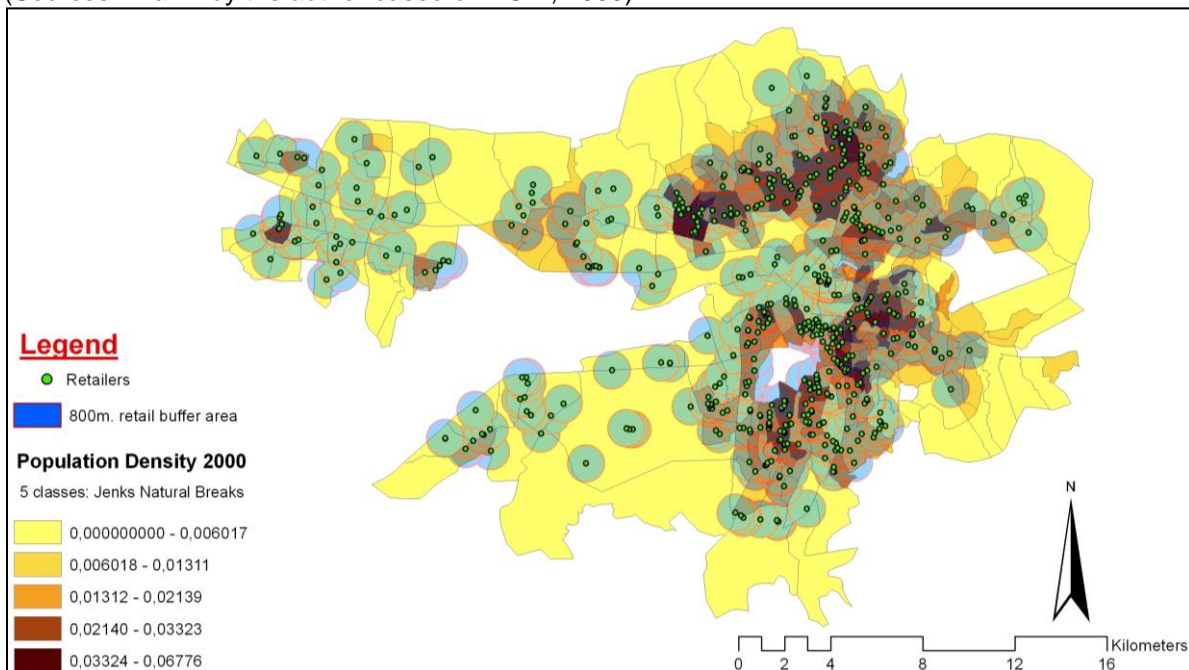 Legend
Retailers
800m. retail buffer area
Population Density 2000
5 classes: Jenks Natural Breaks
0,000000000 - 0,006017
0,006018 - 0,01311
0,01312 - 0,02139
0,02140 - 0,03323
0,03324 - 0,06776
N
Kilometers
0 2 4 8 12 16